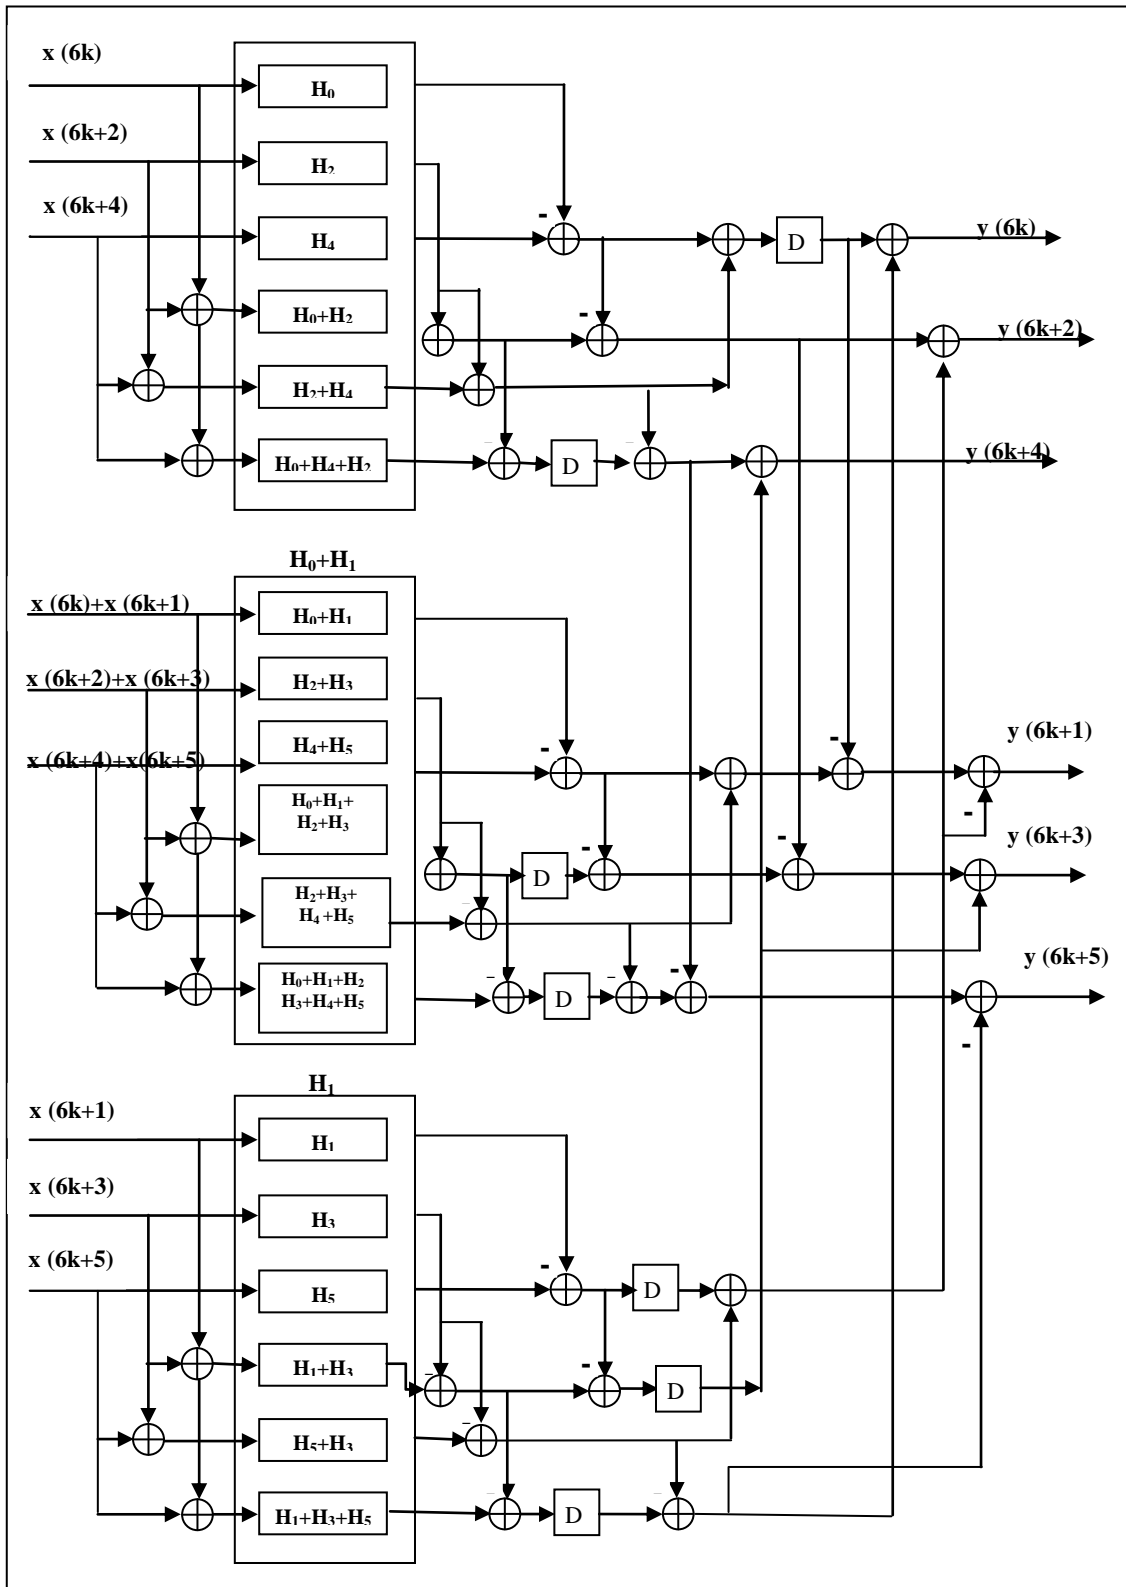 x (6k)
H₀
x (6k+2)
H₂
x (6k+4)
H₄
-
D
y (6k)
H₀+H₂
-
y (6k+2)
H₂+H₄
H₀+H₄+H₂
-
D
-
y (6k+4)
H₀+H₁
x (6k)+x (6k+1)
H₀+H₁
x (6k+2)+x (6k+3)
H₂+H₃
x (6k+4)+x(6k+5)
H₄+H₅
-
-
y (6k+1)
-
H₀+H₁+
H₂+H₃
D
-
-
y (6k+3)
H₂+H₃+
H₄ +H₅
-
H₀+H₁+H₂
H₃+H₄+H₅
-
D
-
-
y (6k+5)
-
H₁
x (6k+1)
H₁
x (6k+3)
H₃
x (6k+5)
H₅
-
D
H₁+H₃
-
-
D
H₅+H₃
-
H₁+H₃+H₅
-
D
-